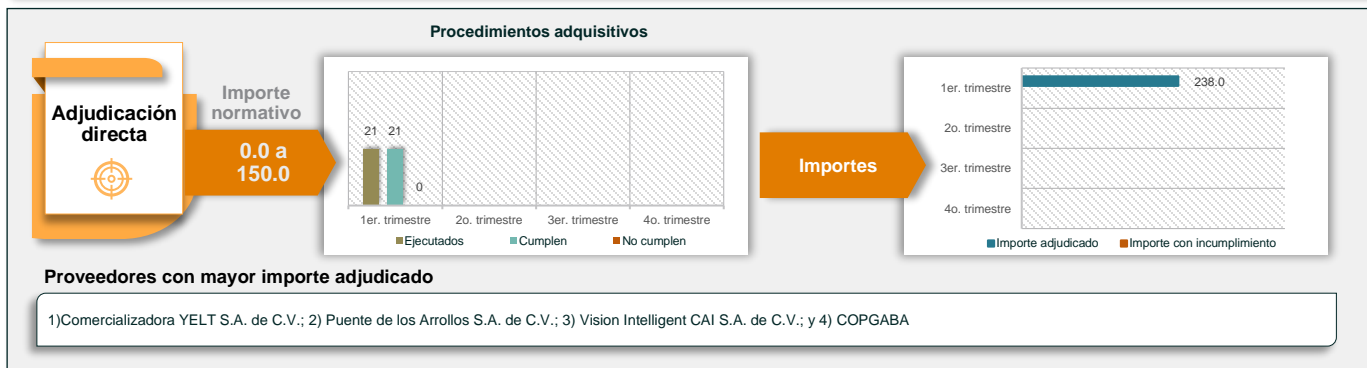 Adjudicación
directa
Importe
normativo
0.0 a
150.0
Procedimientos adquisitivos
21 21
0
1er. trimestre 2o. trimestre 3er. trimestre 4o. trimestre
Ejecutados Cumplen No cumplen
Importes
1er. trimestre 238.0
2o. trimestre
3er. trimestre
4o. trimestre
Importe adjudicado Importe con incumplimiento
Proveedores con mayor importe adjudicado
1)Comercializadora YELT S.A. de C.V.; 2) Puente de los Arrollos S.A. de C.V.; 3) Vision Intelligent CAI S.A. de C.V.; y 4) COPGABA